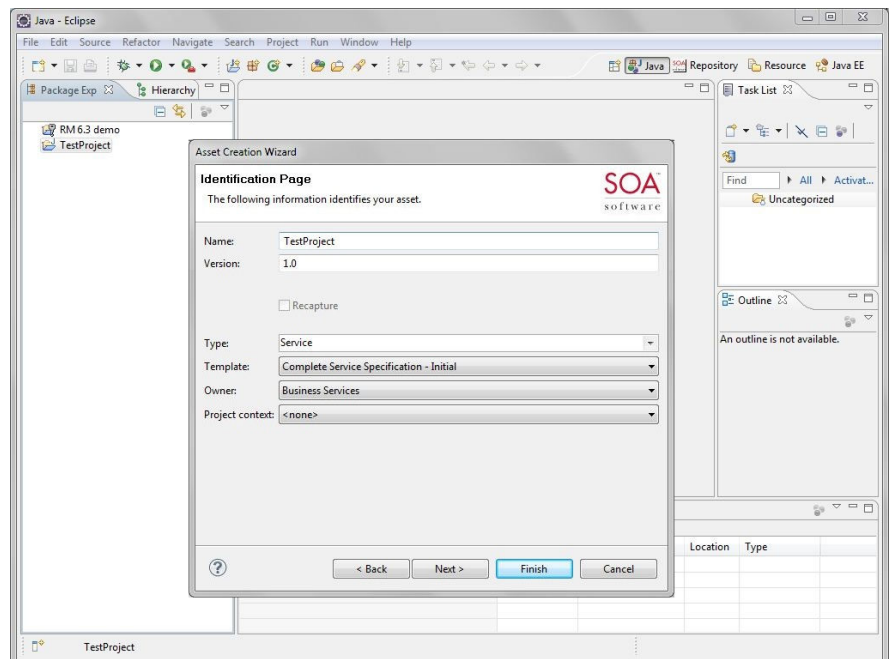 Java - Eclipse
File Edit Source Refactor Navigate Search Project Run Window Help
Java SOA Repository Resource Java EE
Package Exp Hierarchy
Task List
RM 6.3 demo
TestProject
Find All Activat...
Uncategorized
Asset Creation Wizard
Identification Page
The following information identifies your asset.
SOA
software
Name: TestProject
Version: 1.0
Recapture
Type: Service
Template: Complete Service Specification - Initial
Owner: Business Services
Project context: <none>
Outline
An outline is not available.
Location Type
? < Back Next > Finish Cancel
TestProject